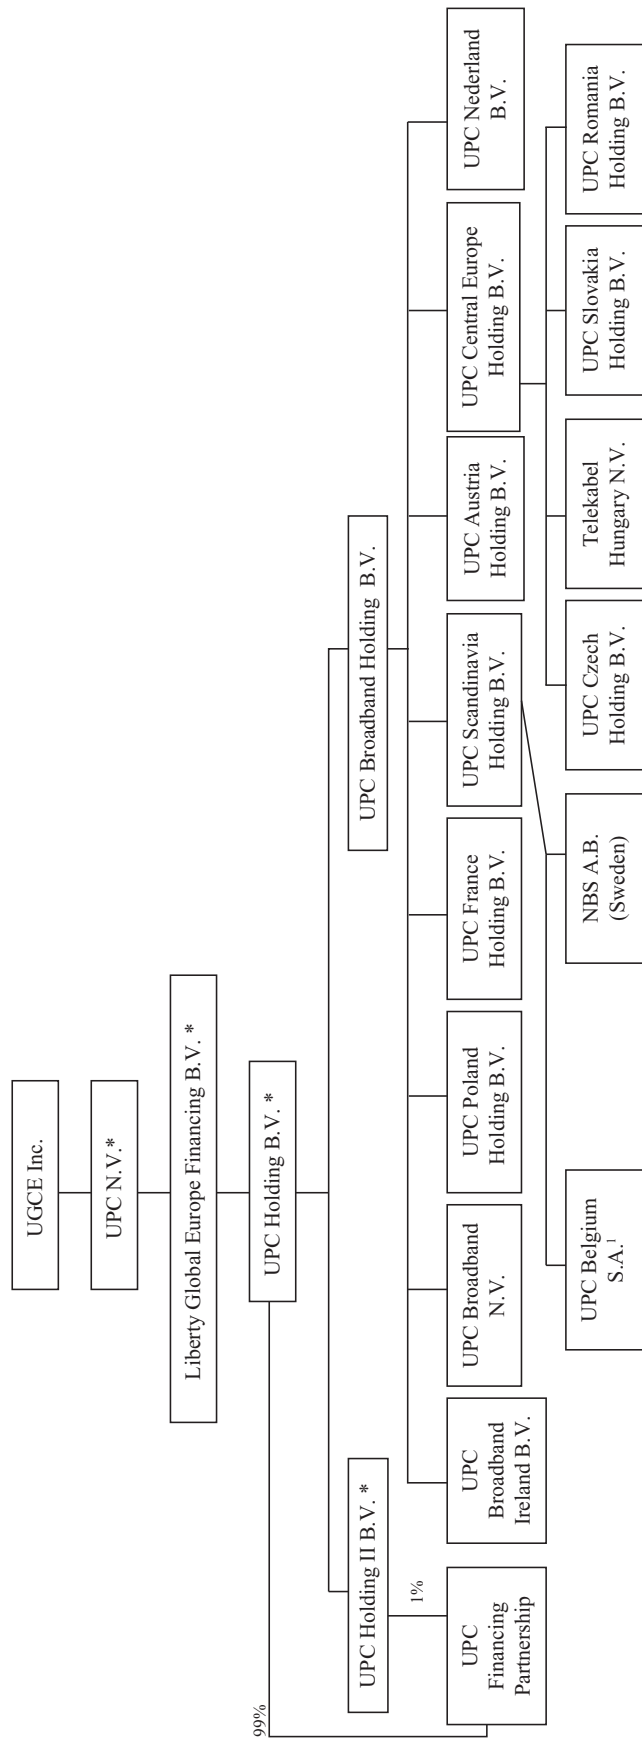 UGCE Inc.
UPC N.V.*
Liberty Global Europe Financing B.V. *
UPC Holding B.V. *
99%
UPC Holding II B.V. *
UPC Broadband Holding B.V.
1%
UPC
Financing
Partnership
UPC
Broadband
Ireland B.V.
UPC Broadband
N.V.
UPC Poland
Holding B.V.
UPC France
Holding B.V.
UPC Scandinavia
Holding B.V.
UPC Austria
Holding B.V.
UPC Central Europe
Holding B.V.
UPC Nederland
B.V.
UPC Belgium
S.A.¹
NBS A.B.
(Sweden)
UPC Czech
Holding B.V.
Telekabel
Hungary N.V.
UPC Slovakia
Holding B.V.
UPC Romania
Holding B.V.